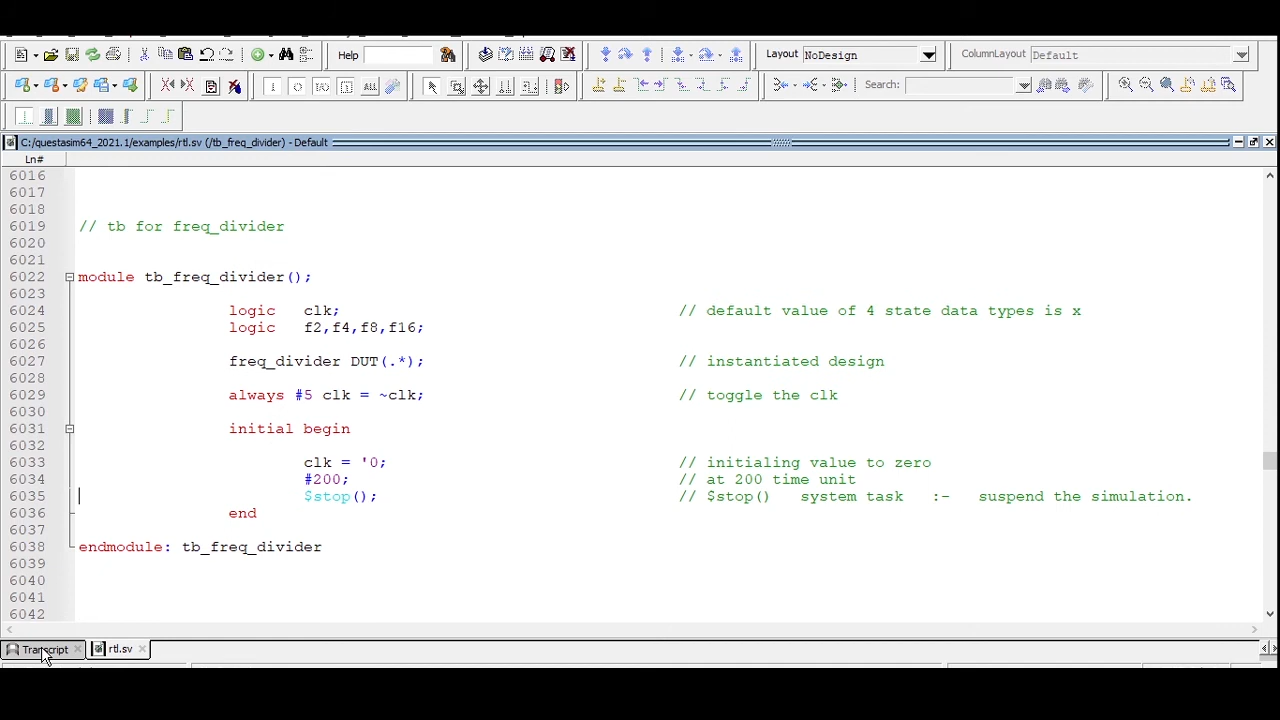 Help
Layout NoDesign
ColumnLayout Default
Search:
ALL
C:/questasim64_2021.1/examples/rtl.sv (/tb_freq_divider) - Default
Ln#
6016
6017
6018
6019 // tb for freq_divider
6020
6021
6022 module tb_freq_divider();
6023
6024 logic clk; // default value of 4 state data types is x
6025 logic f2,f4,f8,f16;
6026
6027 freq_divider DUT(.*); // instantiated design
6028
6029 always #5 clk = ~clk; // toggle the clk
6030
6031 initial begin
6032
6033 clk = '0; // initialing value to zero
6034 #200; // at 200 time unit
6035 $stop(); // $stop() system task :- suspend the simulation.
6036 end
6037
6038 endmodule: tb_freq_divider
6039
6040
6041
6042
Transcript rtl.sv